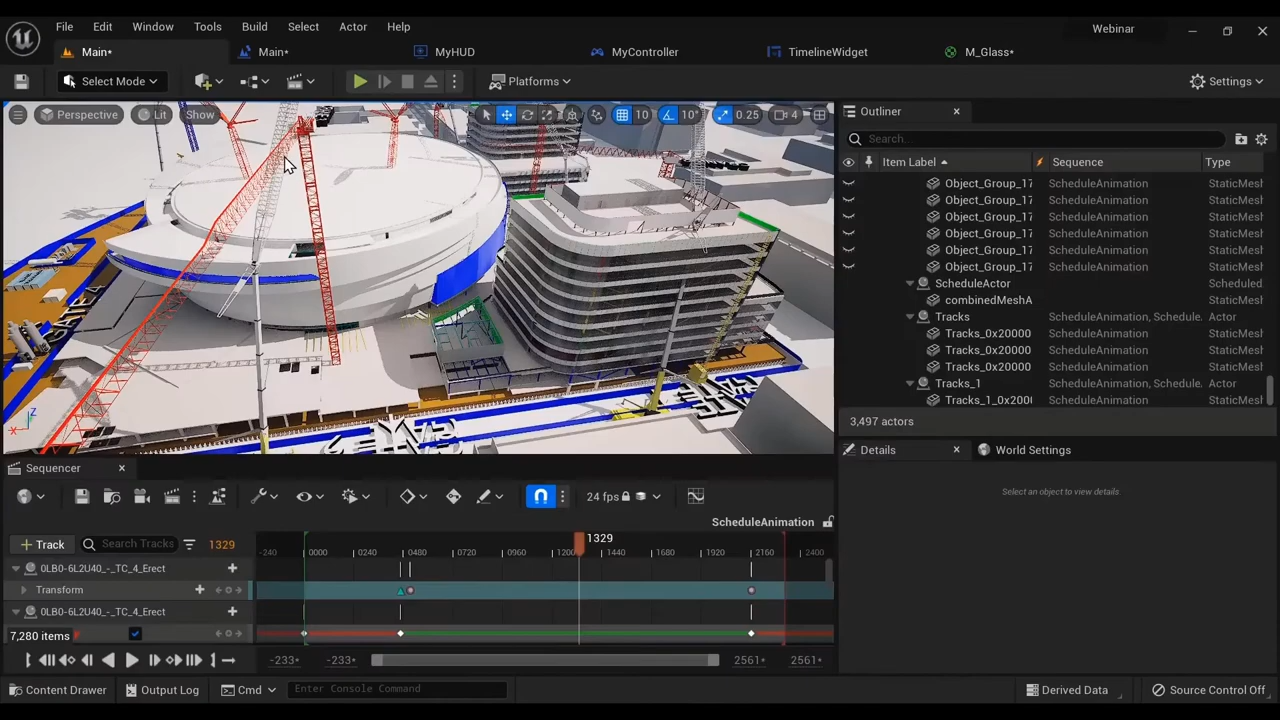 File Edit Window Tools Build Select Actor Help Webinar
Main* Main* MyHUD MyController TimelineWidget M_Glass*
Select Mode Platforms Settings
Perspective Lit Show 10 10° 0.25 4
Outliner
Search...
Item Label Sequence Type
Object_Group_17 ScheduleAnimation StaticMesh
Object_Group_17 ScheduleAnimation StaticMesh
Object_Group_17 ScheduleAnimation StaticMesh
Object_Group_17 ScheduleAnimation StaticMesh
Object_Group_17 ScheduleAnimation StaticMesh
Object_Group_17 ScheduleAnimation StaticMesh
ScheduleActor Scheduled
combinedMeshA ScheduleAnimation StaticMesh
Tracks ScheduleAnimation, Schedule. Actor
Tracks_0x20000 ScheduleAnimation StaticMesh
Tracks_0x20000 ScheduleAnimation StaticMesh
Tracks_0x20000 ScheduleAnimation StaticMesh
Tracks_1 ScheduleAnimation, Schedule. Actor
Tracks_1_0x200 ScheduleAnimation StaticMesh
3,497 actors
Details World Settings
Select an object to view details.
GATE 4
Z
X
Sequencer
24 fps
ScheduleAnimation
Track Search Tracks 1329
1329
-240 0000 0240 0480 0720 0960 1200 1440 1680 1920 2160 2400
0LB0-6L2U40_-_TC_4_Erect
Transform
0LB0-6L2U40_-_TC_4_Erect
7,280 items
-233* -233* 2561* 2561*
Content Drawer Output Log Cmd Enter Console Command Derived Data Source Control Off